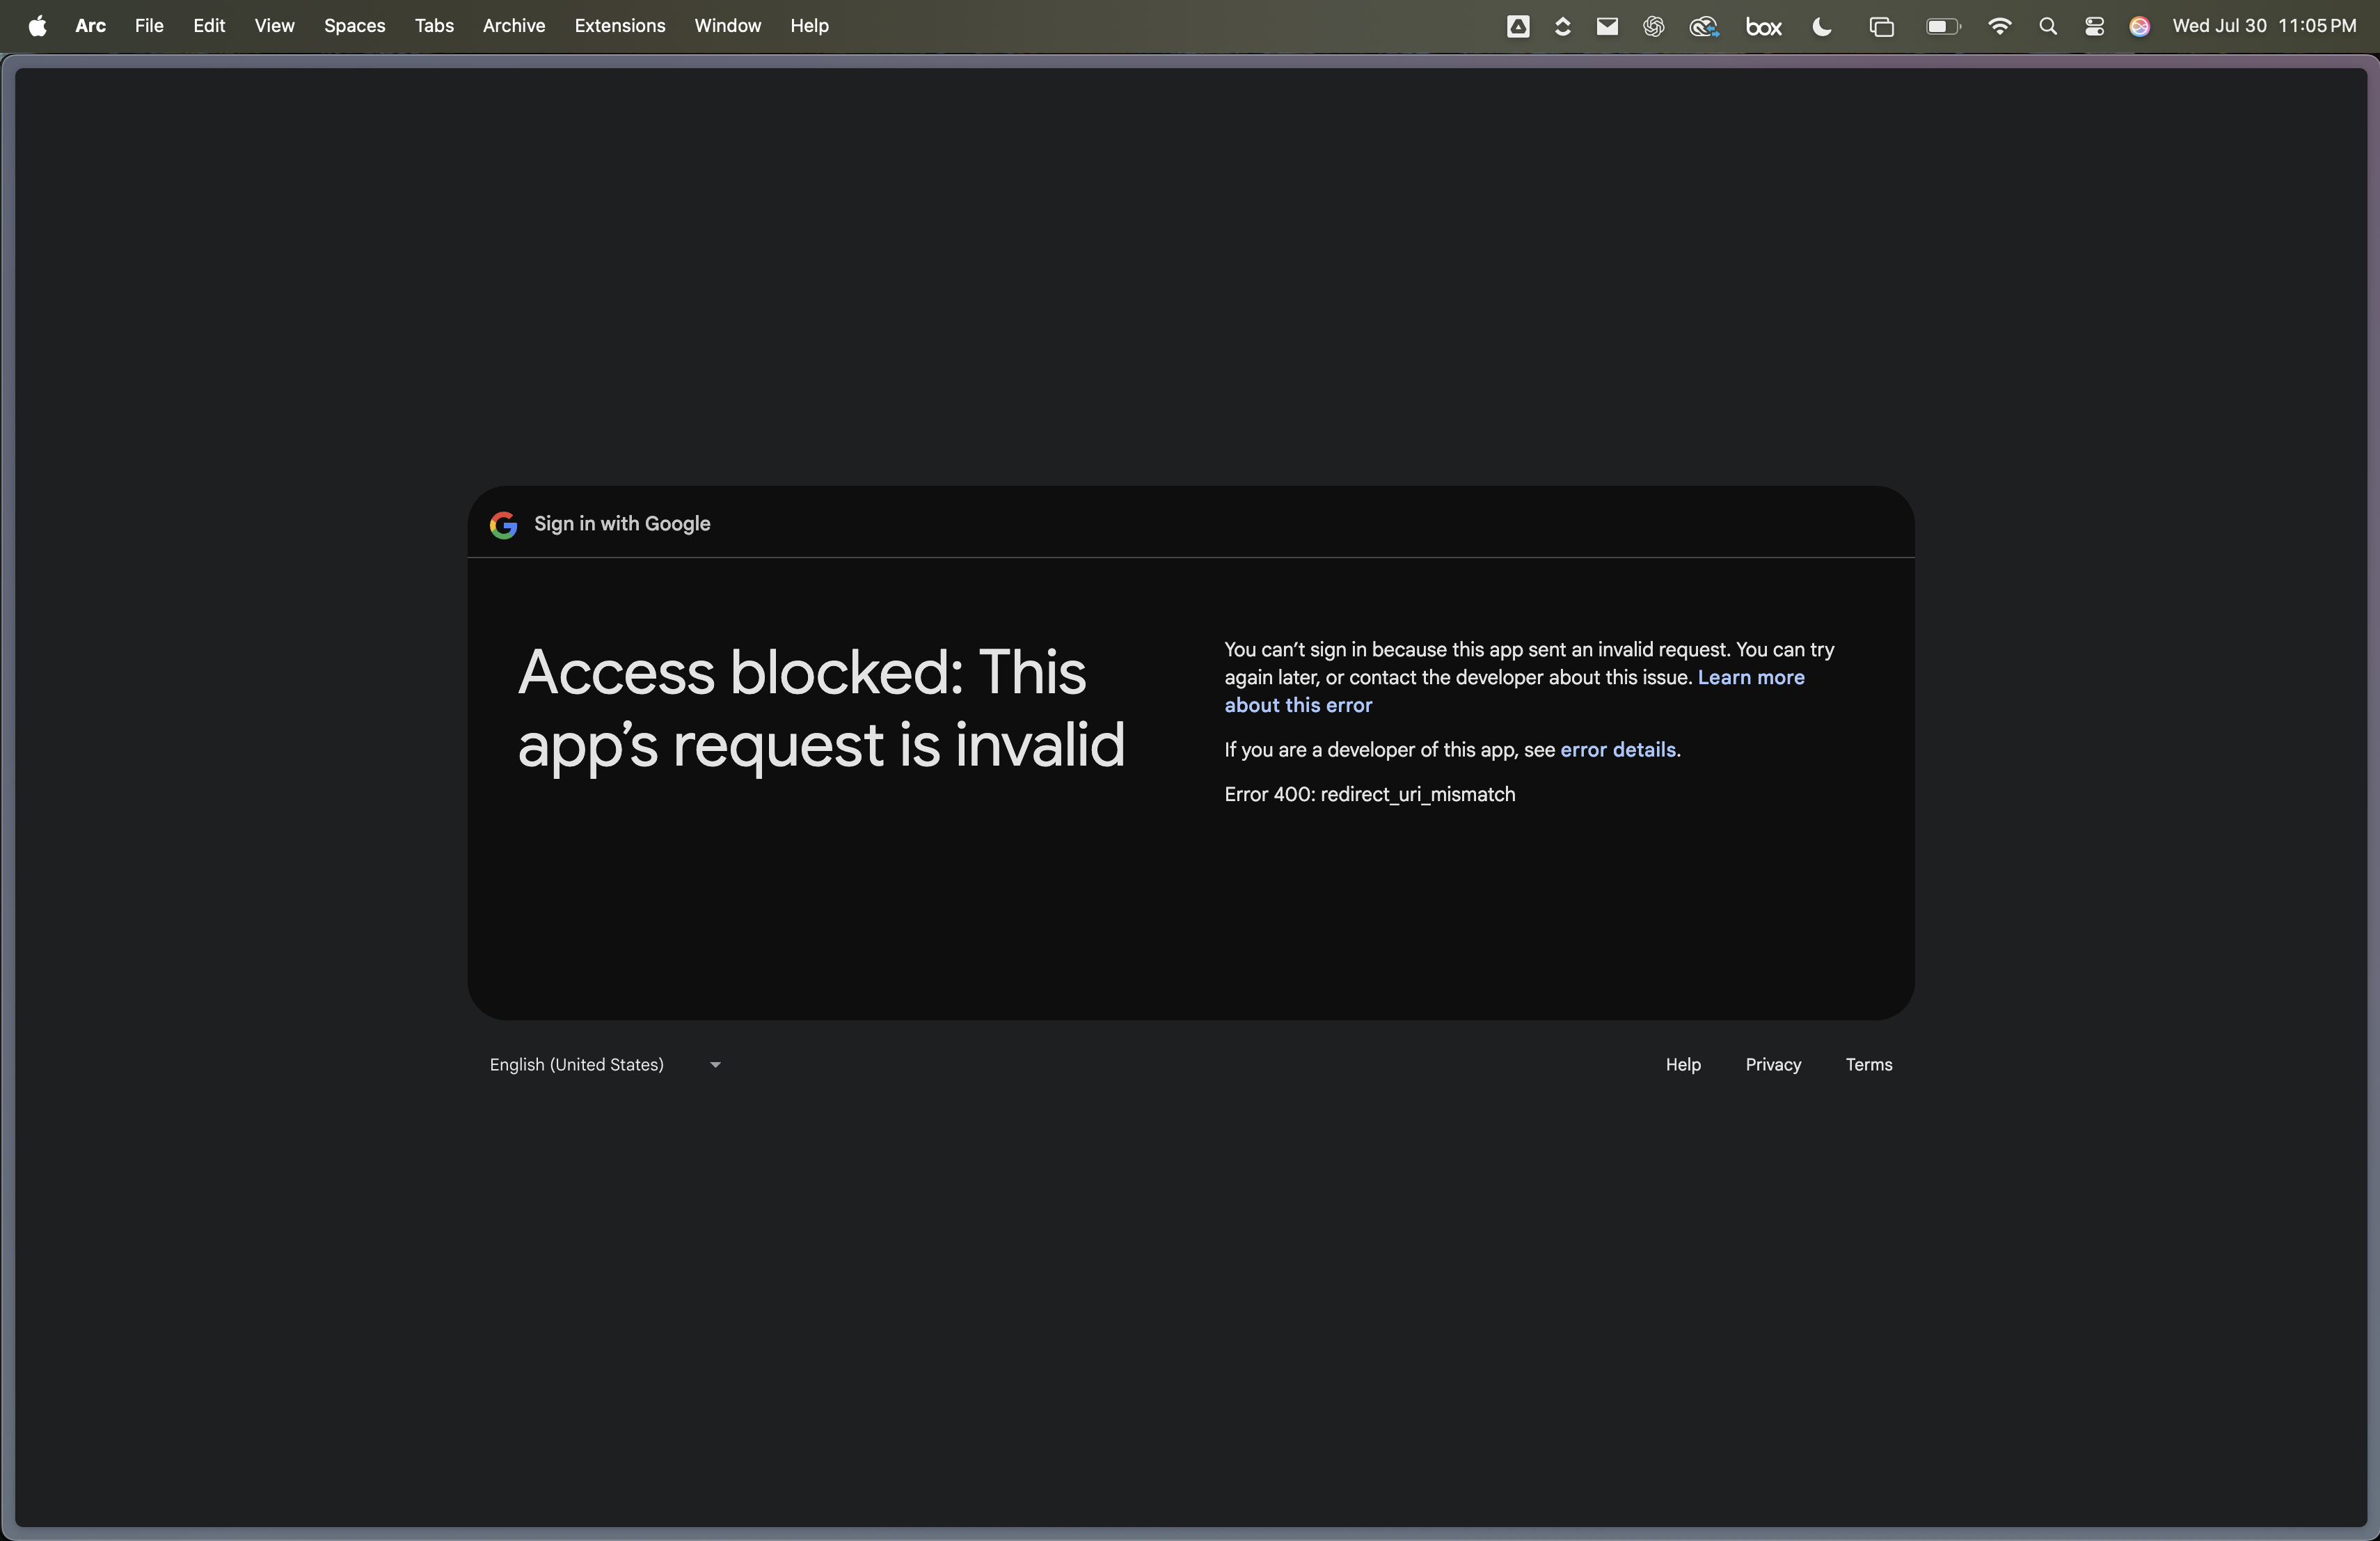 Arc File Edit View Spaces Tabs Archive Extensions Window Help box Wed Jul 30 11:05 PM
Sign in with Google
Access blocked: This
app’s request is invalid
You can’t sign in because this app sent an invalid request. You can try
again later, or contact the developer about this issue. Learn more
about this error
If you are a developer of this app, see error details.
Error 400: redirect_uri_mismatch
English (United States)
Help Privacy Terms